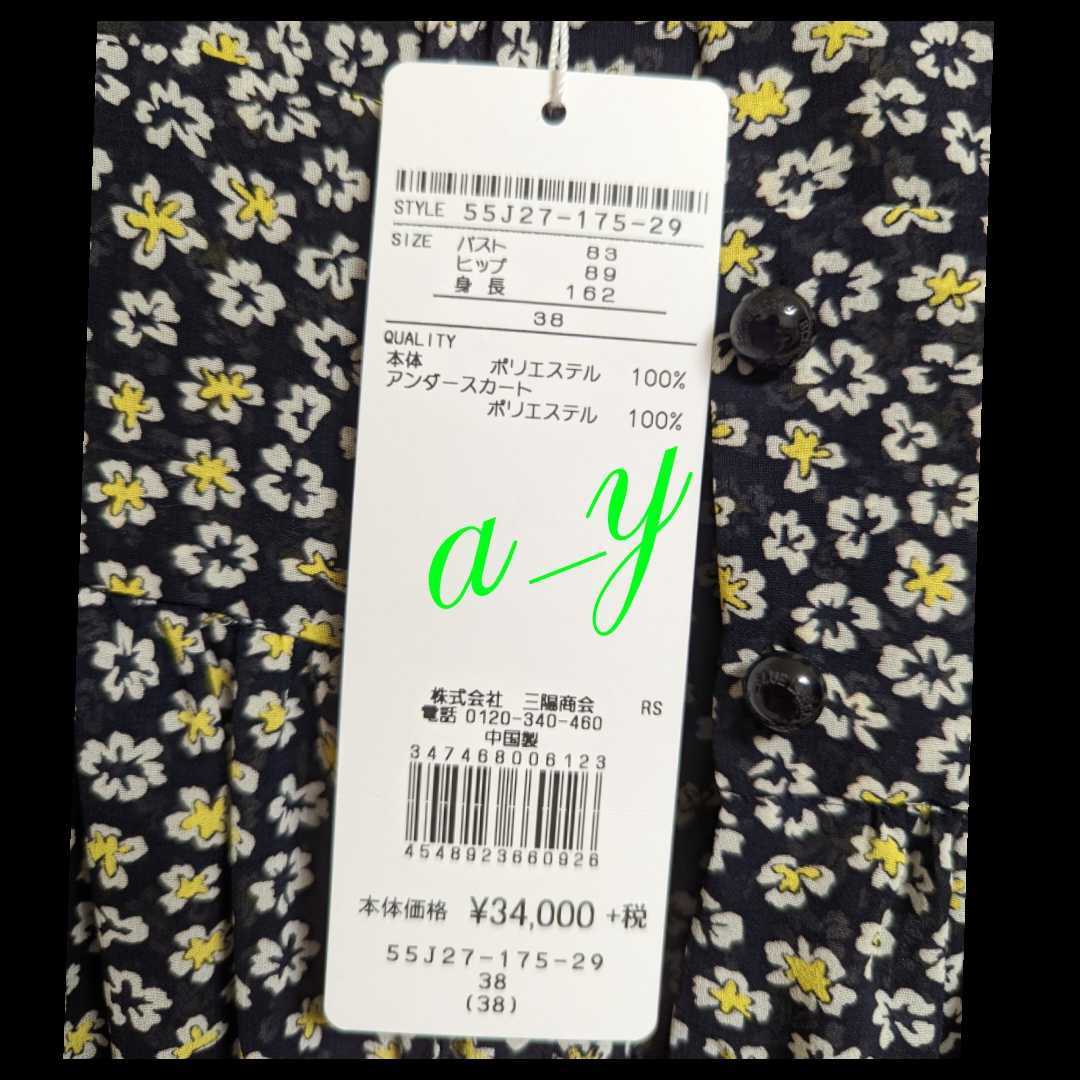 STYLE 55J27-175-29
SIZE バスト 83
ヒップ 89
身長 162
38
QUALITY
本体 ポリエステル 100%
アンダースカート
ポリエステル 100%
a_y
株式会社 三陽商会 RS
電話 0120-340-460
中国製
347468006123
4548923660926
本体価格 ¥34,000 +税
55J27-175-29
38
(38)